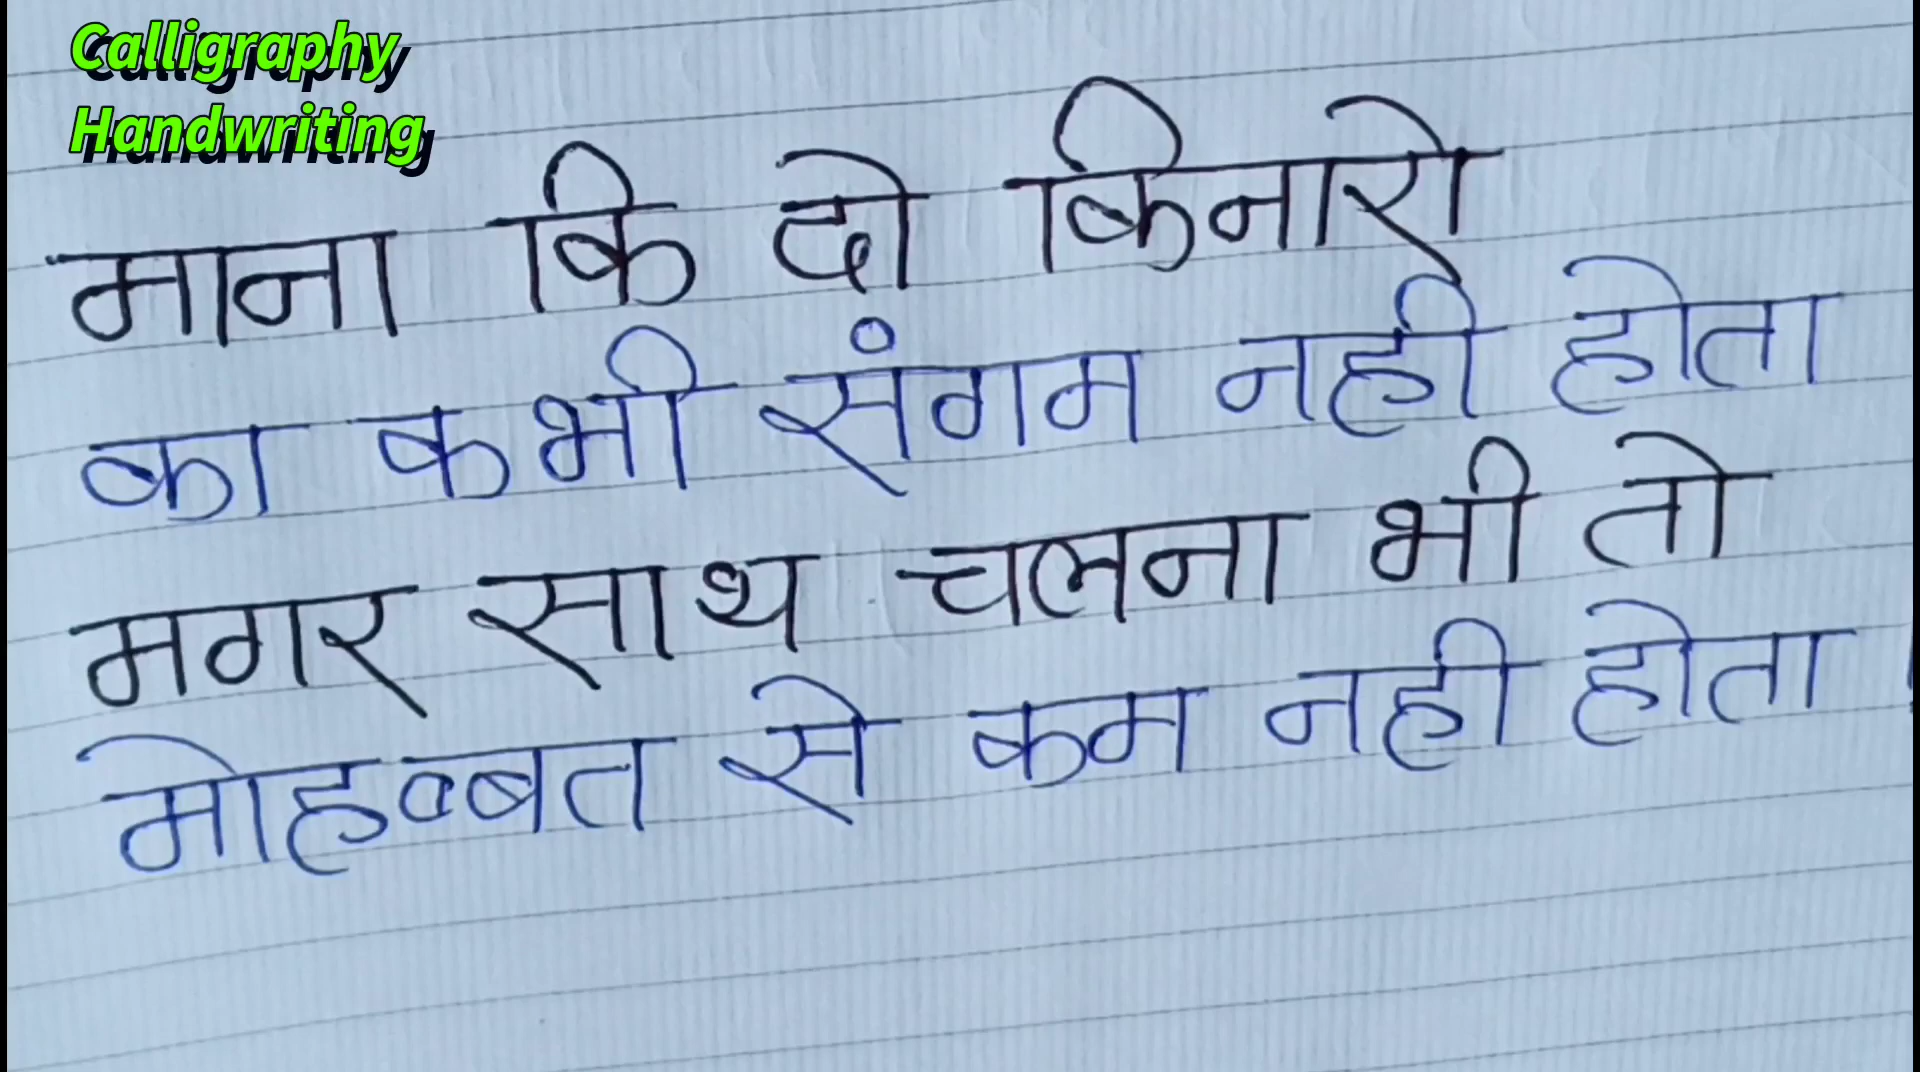 Calligraphy
Handwriting
माना कि दो किनारो
का कभी संगम नही होता
मगर साथ चलना भी तो
मोहब्बत से कम नही होता ।